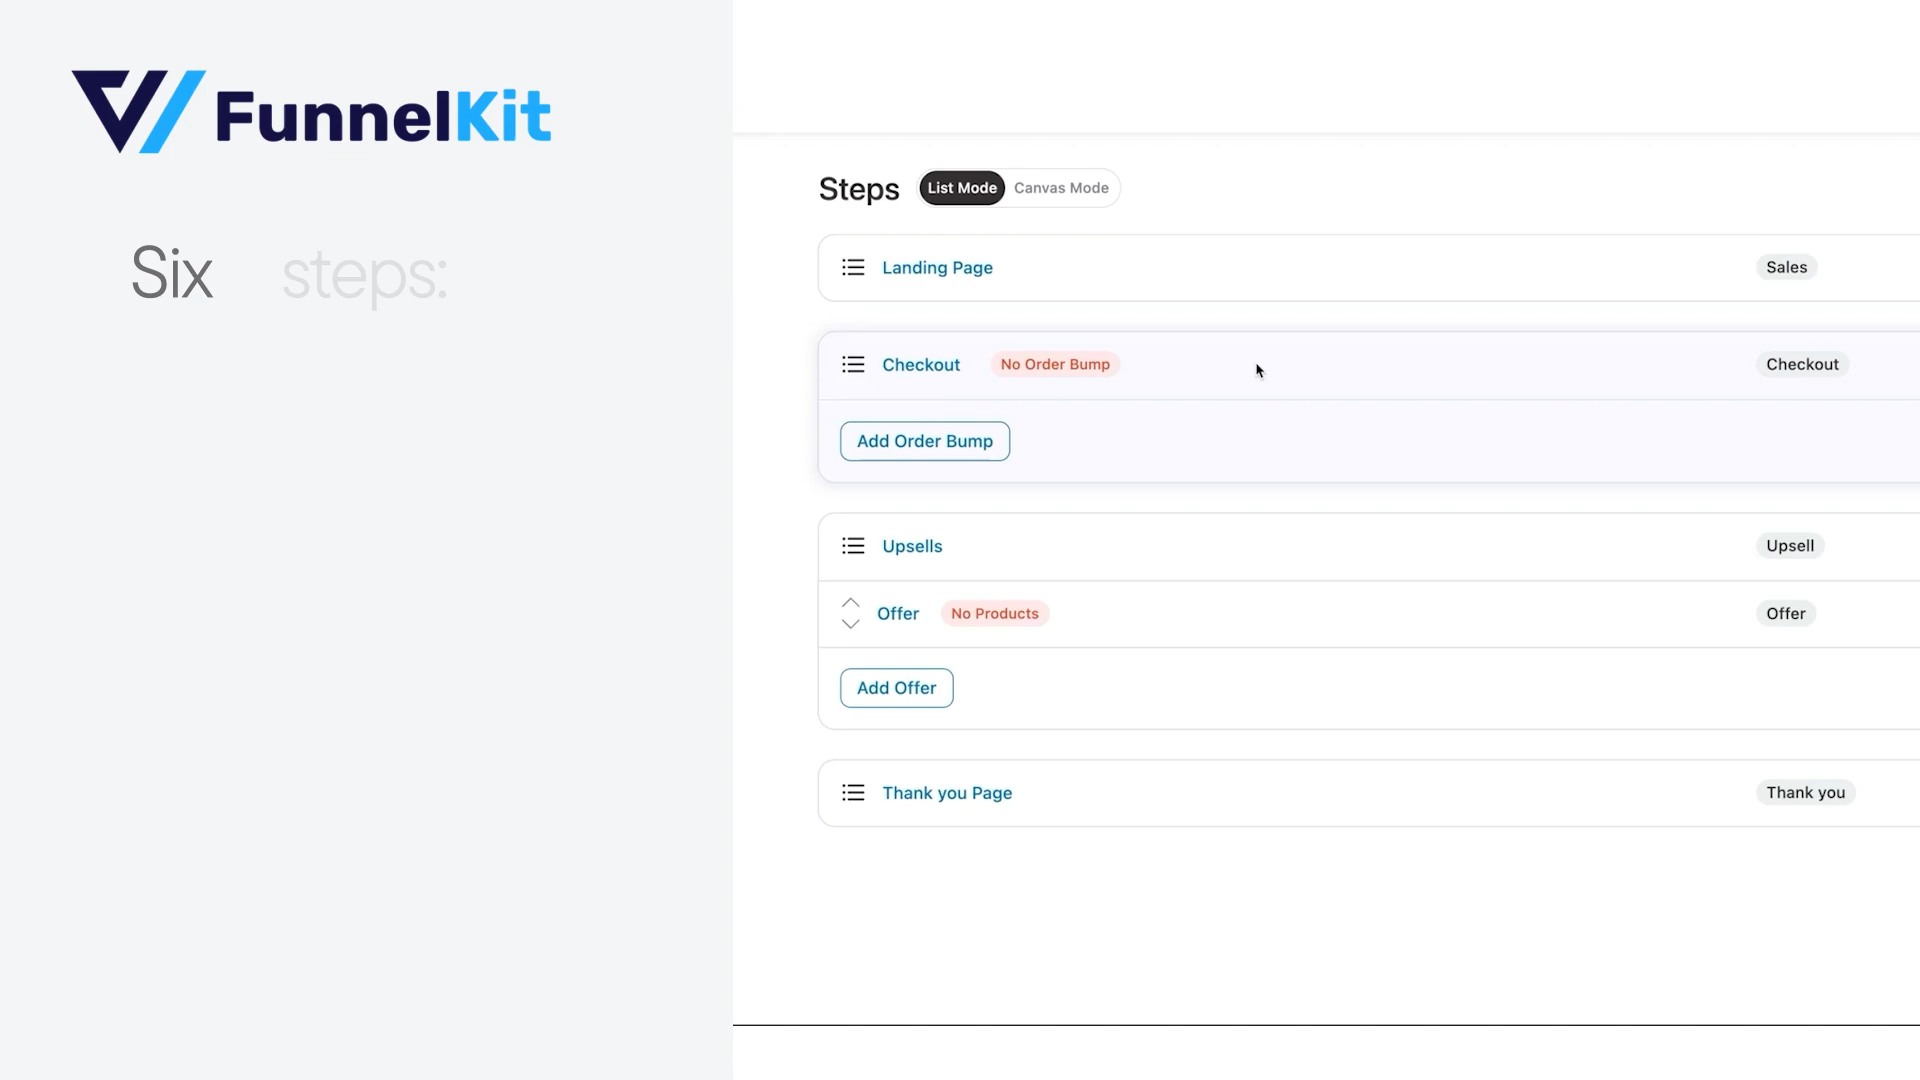 FunnelKit
Six steps:
Steps List Mode Canvas Mode
Landing Page Sales
Checkout No Order Bump Checkout
Add Order Bump
Upsells Upsell
Offer No Products Offer
Add Offer
Thank you Page Thank you